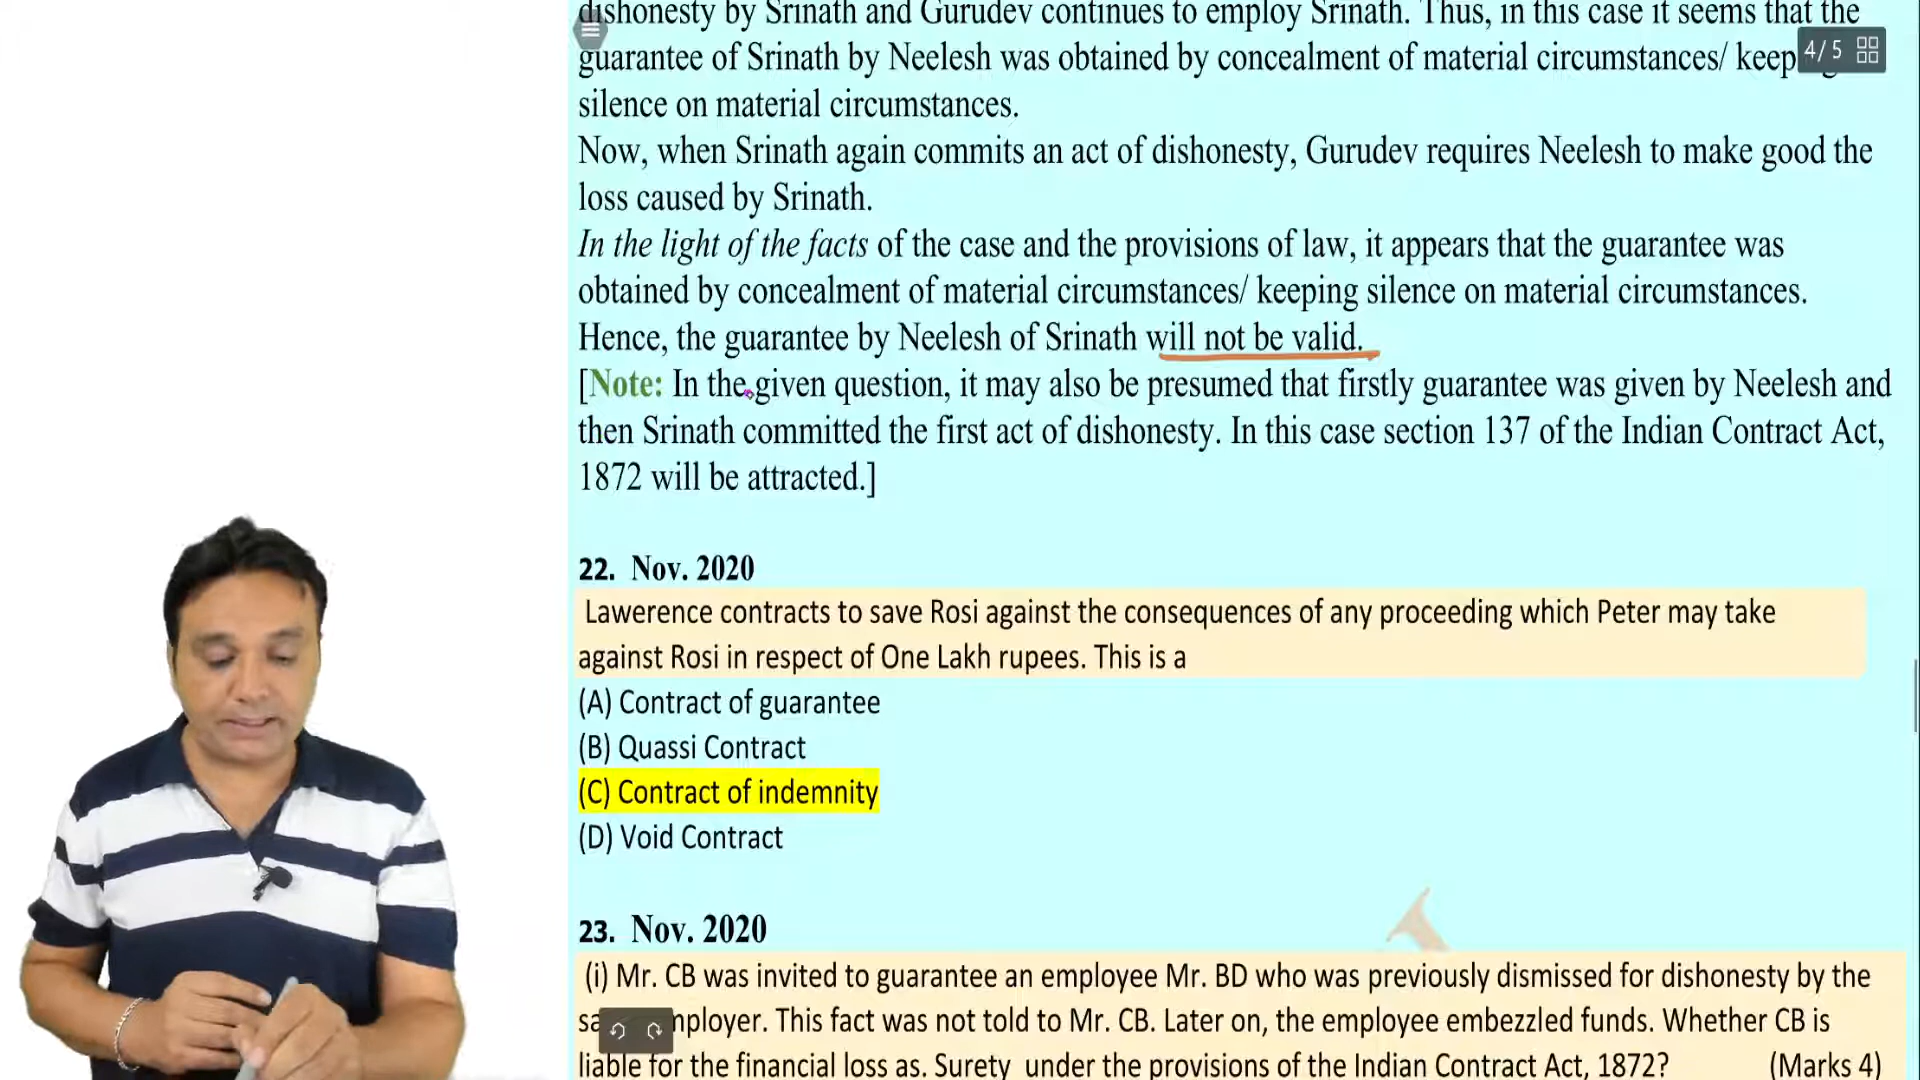 dishonesty by Srinath and Gurudev continues to employ Srinath. Thus, in this case it seems that the
4/5
guarantee of Srinath by Neelesh was obtained by concealment of material circumstances/ keep
silence on material circumstances.
Now, when Srinath again commits an act of dishonesty, Gurudev requires Neelesh to make good the
loss caused by Srinath.
In the light of the facts of the case and the provisions of law, it appears that the guarantee was
obtained by concealment of material circumstances/ keeping silence on material circumstances.
Hence, the guarantee by Neelesh of Srinath will not be valid.
[Note: In the given question, it may also be presumed that firstly guarantee was given by Neelesh and
then Srinath committed the first act of dishonesty. In this case section 137 of the Indian Contract Act,
1872 will be attracted.]
22. Nov. 2020
Lawerence contracts to save Rosi against the consequences of any proceeding which Peter may take
against Rosi in respect of One Lakh rupees. This is a
(A) Contract of guarantee
(B) Quassi Contract
(C) Contract of indemnity
(D) Void Contract
23. Nov. 2020
(i) Mr. CB was invited to guarantee an employee Mr. BD who was previously dismissed for dishonesty by the
sa mployer. This fact was not told to Mr. CB. Later on, the employee embezzled funds. Whether CB is
liable for the financial loss as. Surety under the provisions of the Indian Contract Act, 1872? (Marks 4)